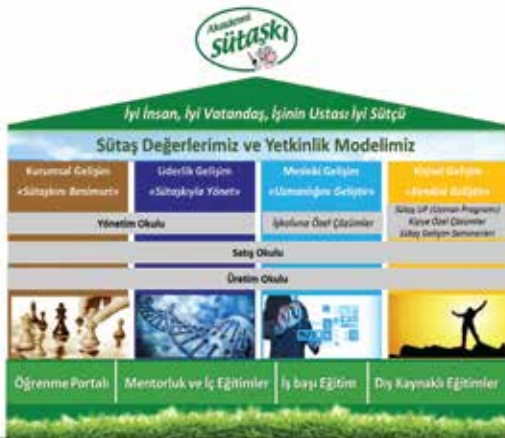 Akademi
sütaşkı
İyi İnsan, İyi Vatandaş, İşinin Ustası İyi Sütçü
Sütaş Değerlerimiz ve Yetkinlik Modelimiz
Kurumsal Gelişim
«Sütaşkını Benimset»
Liderlik Gelişim
«Sütaşkıyla Yönet»
Mesleki Gelişim
«Uzmanlığını Geliştir»
Kişisel Gelişim
«Kendini Geliştir»
Yönetim Okulu
İşkoluna Özel Çözümler
Sütaş UP (Uzman Programı)
Kişiye Özel Çözümler
Sütaş Gelişim Seminerleri
Satış Okulu
Üretim Okulu
Öğrenme Portalı
Mentorluk ve İç Eğitimler
İş başı Eğitim
Dış Kaynaklı Eğitimler